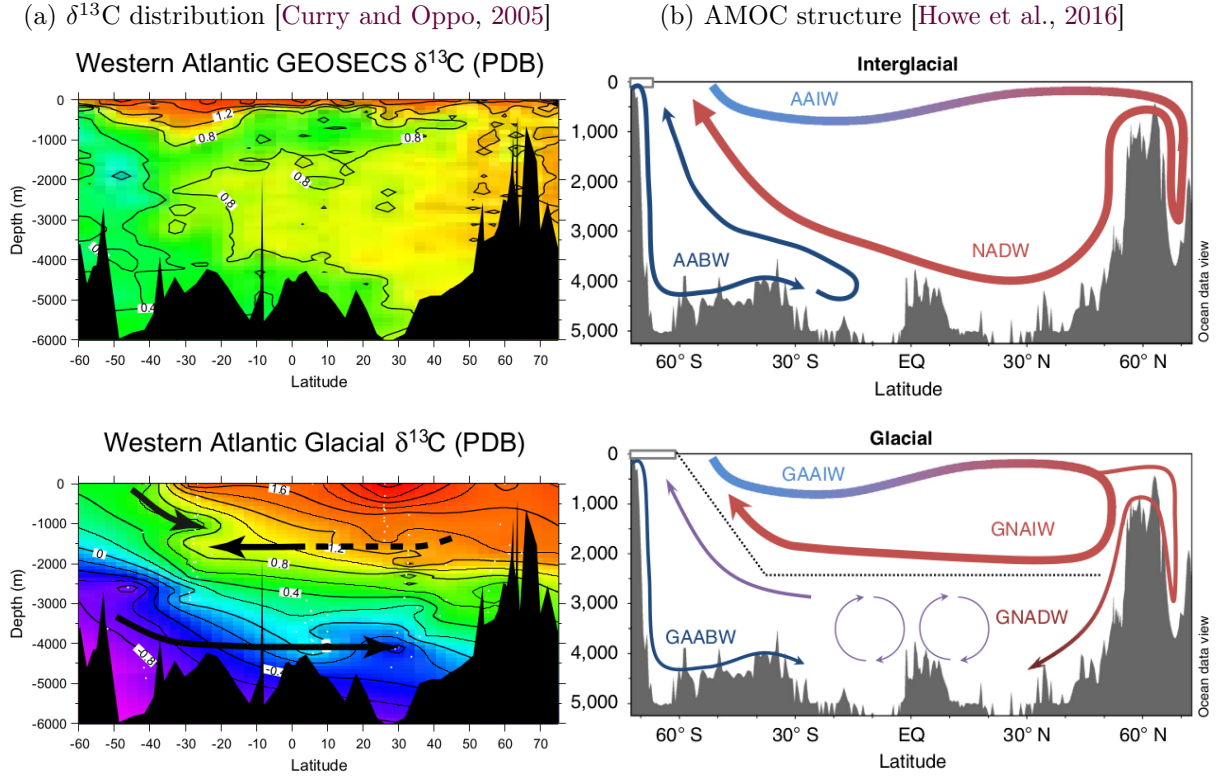 (a) δ¹³C distribution [Curry and Oppo, 2005]
Western Atlantic GEOSECS δ¹³C (PDB)
0
-1000
-2000
-3000
-4000
-5000
-6000
Depth (m)
1.2
0.8
0.8
0.8
0.8
0.4
-60 -50 -40 -30 -20 -10 0 10 20 30 40 50 60 70
Latitude
Western Atlantic Glacial δ¹³C (PDB)
0
-1000
-2000
-3000
-4000
-5000
-6000
Depth (m)
1.6
1.2
0.8
0.4
0
0
-0.8
-60 -50 -40 -30 -20 -10 0 10 20 30 40 50 60 70
Latitude
(b) AMOC structure [Howe et al., 2016]
Interglacial
0
1,000
2,000
3,000
4,000
5,000
AAIW
NADW
AABW
60° S 30° S EQ 30° N 60° N
Latitude
Ocean data view
Glacial
0
1,000
2,000
3,000
4,000
5,000
GAAIW
GNAIW
GNADW
GAABW
60° S 30° S EQ 30° N 60° N
Latitude
Ocean data view